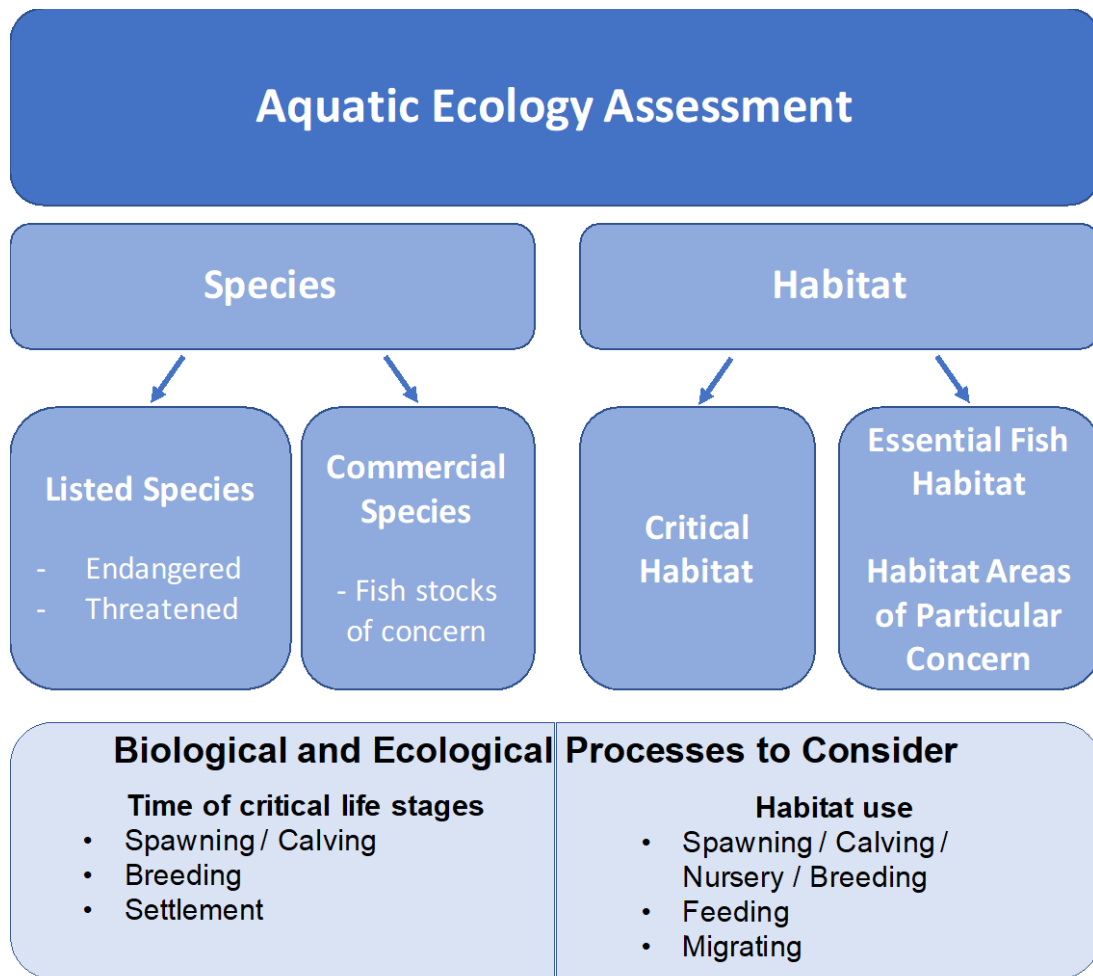 Aquatic Ecology Assessment
Species
Habitat
Listed Species
- Endangered
- Threatened
Commercial
Species
- Fish stocks
of concern
Critical
Habitat
Essential Fish
Habitat
Habitat Areas
of Particular
Concern
Biological and Ecological Processes to Consider
Time of critical life stages
• Spawning / Calving
• Breeding
• Settlement
Habitat use
• Spawning / Calving /
Nursery / Breeding
• Feeding
• Migrating